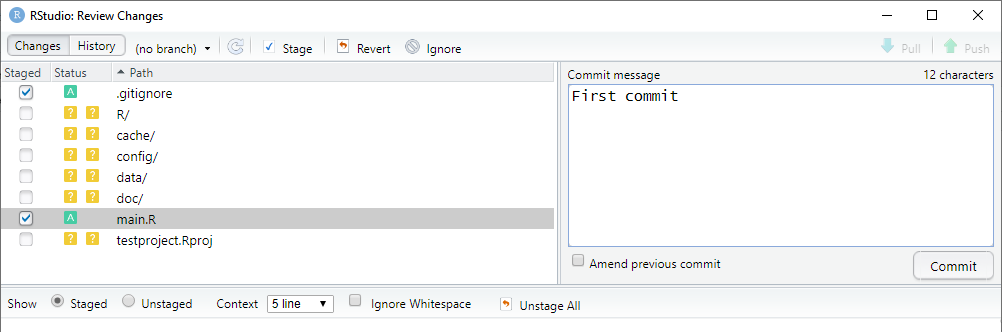 R RStudio: Review Changes
Changes History (no branch) Stage Revert Ignore Pull Push
Staged Status Path
Commit message 12 characters
A .gitignore
First commit
? ? R/
? ? cache/
? ? config/
? ? data/
? ? doc/
A main.R
? ? testproject.Rproj
Amend previous commit Commit
Show Staged Unstaged Context 5 line Ignore Whitespace Unstage All